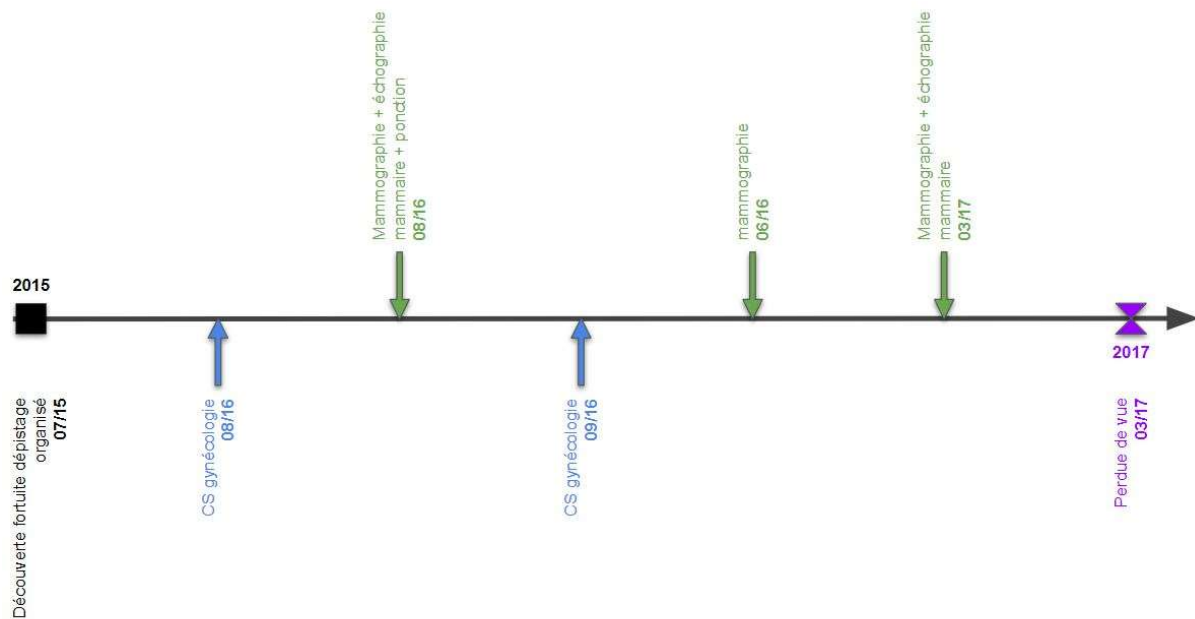 2015
Découverte fortuite dépistage
organisé
07/15
CS gynécologie
08/16
Mammographie + échographie
mammaire + ponction
08/16
CS gynécologie
09/16
mammographie
06/16
Mammographie + échographie
mammaire
03/17
2017
Perdue de vue
03/17